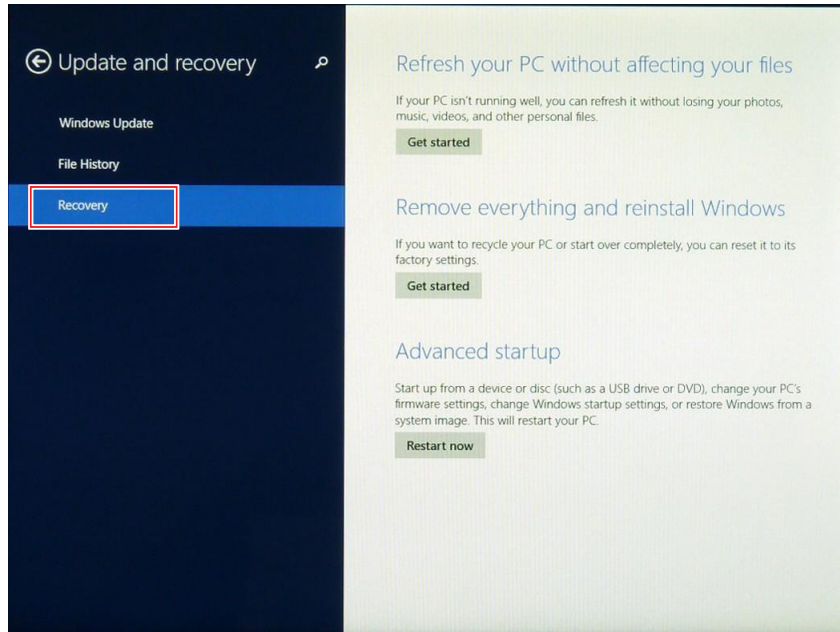 Update and recovery
Windows Update
File History
Recovery
Refresh your PC without affecting your files
If your PC isn't running well, you can refresh it without losing your photos,
music, videos, and other personal files.
Get started
Remove everything and reinstall Windows
If you want to recycle your PC or start over completely, you can reset it to its
factory settings.
Get started
Advanced startup
Start up from a device or disc (such as a USB drive or DVD), change your PC's
firmware settings, change Windows startup settings, or restore Windows from a
system image. This will restart your PC.
Restart now